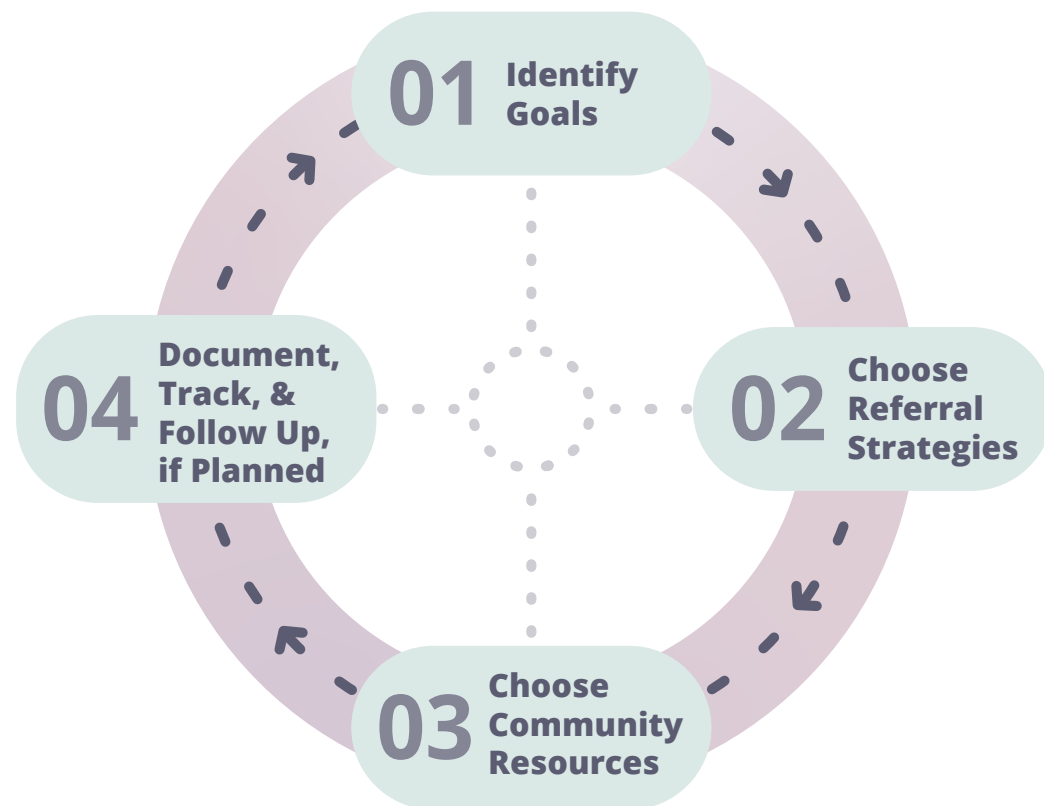 01
Identify
Goals
02
Choose
Referral
Strategies
03
Choose
Community
Resources
04
Document,
Track, &
Follow Up,
if Planned